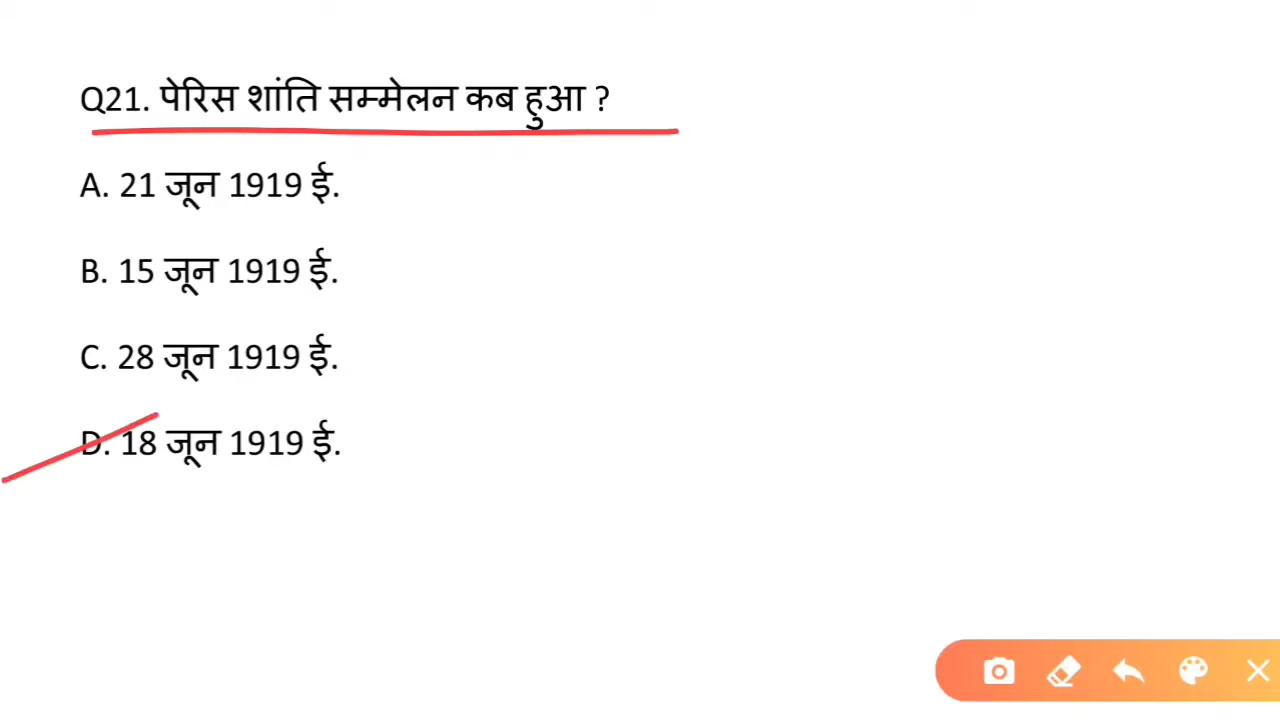 Q21. पेरिस शांति सम्मेलन कब हुआ ?
A. 21 जून 1919 ई.
B. 15 जून 1919 ई.
C. 28 जून 1919 ई.
D. 18 जून 1919 ई.